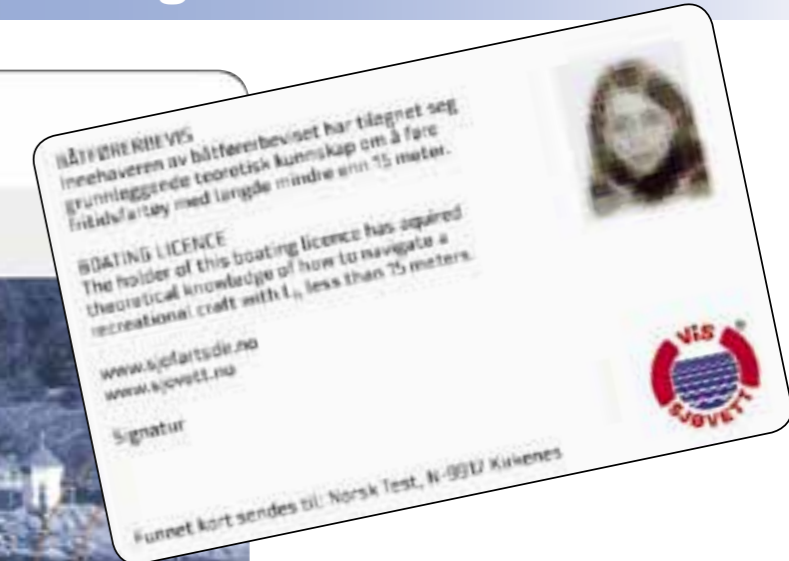 BÅTFØRERBEVIS
Innehaveren av båtførerbeviset har tilegnet seg
grunnleggende teoretisk kunnskap om å føre
fritidsfartøy med lengde mindre enn 15 meter.
BOATING LICENCE
The holder of this boating licence has aquired
theoretical knowledge of how to navigate a
recreational craft with L, less than 15 meters.
www.sjofartsdir.no
www.sjovett.no
Signatur
ViS ®
SJØVETT
Funnet kort sendes til: Norsk Test, N-9917 Kirkenes